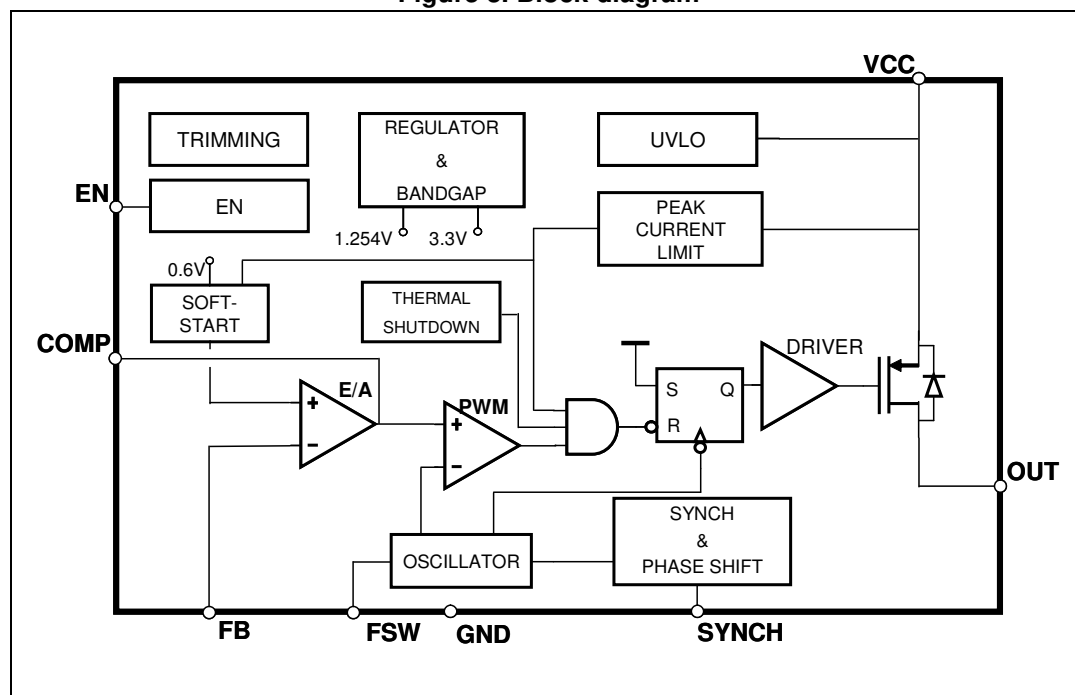 Figure 3. Block diagram
VCC
TRIMMING
REGULATOR
&
BANDGAP
UVLO
EN
EN
PEAK
CURRENT
LIMIT
1.254V
3.3V
0.6V
SOFT-
START
THERMAL
SHUTDOWN
COMP
DRIVER
E/A
S
Q
+
PWM
+
R
−
−
OUT
SYNCH
&
PHASE SHIFT
OSCILLATOR
FB
FSW
GND
SYNCH